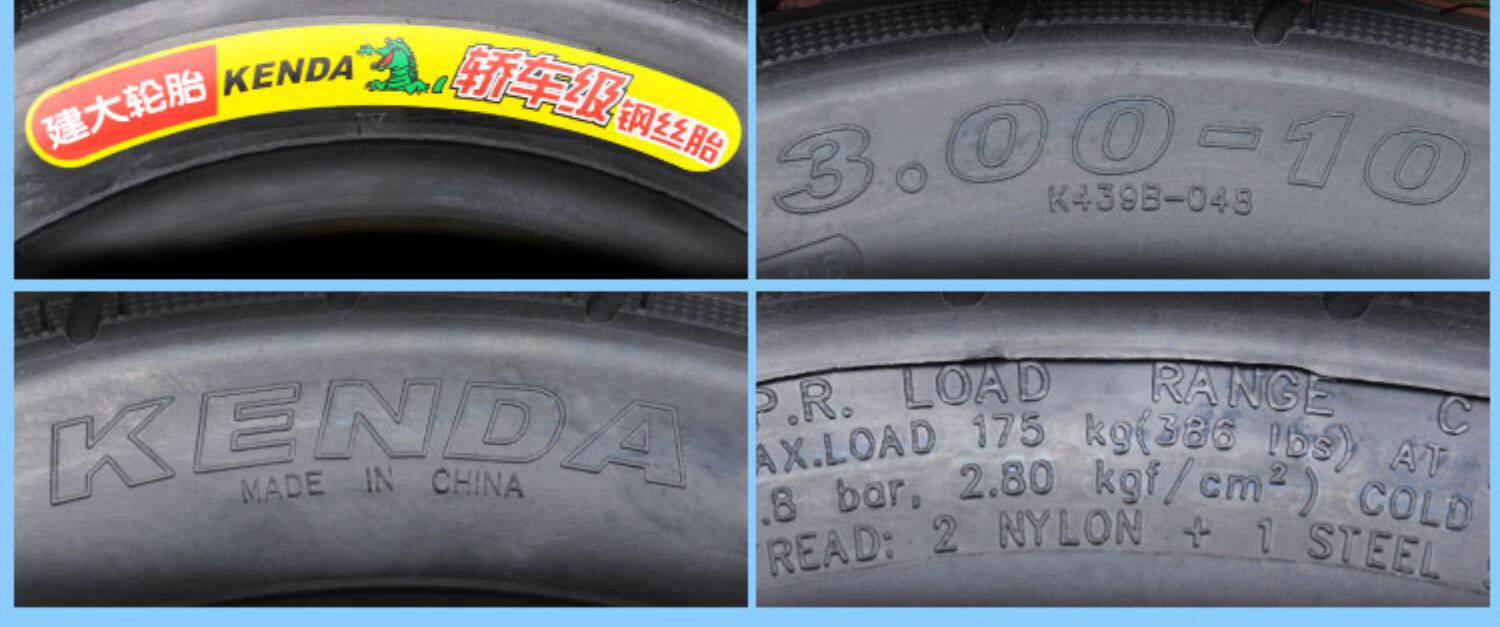 建大轮胎 KENDA 轿车级钢丝胎
3.00-10
K439B-048
KENDA
MADE IN CHINA
P.R. LOAD RANGE C
AX.LOAD 175 kg(386 lbs) AT
.8 bar, 2.80 kgf/cm²) COLD
READ: 2 NYLON + 1 STEEL